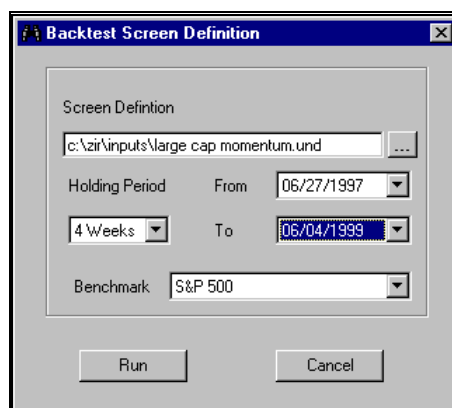 Backtest Screen Definition
Screen Defintion
c:\zir\inputs\large cap momentum.und ...
Holding Period From 06/27/1997
4 Weeks To 06/04/1999
Benchmark S&P 500
Run Cancel